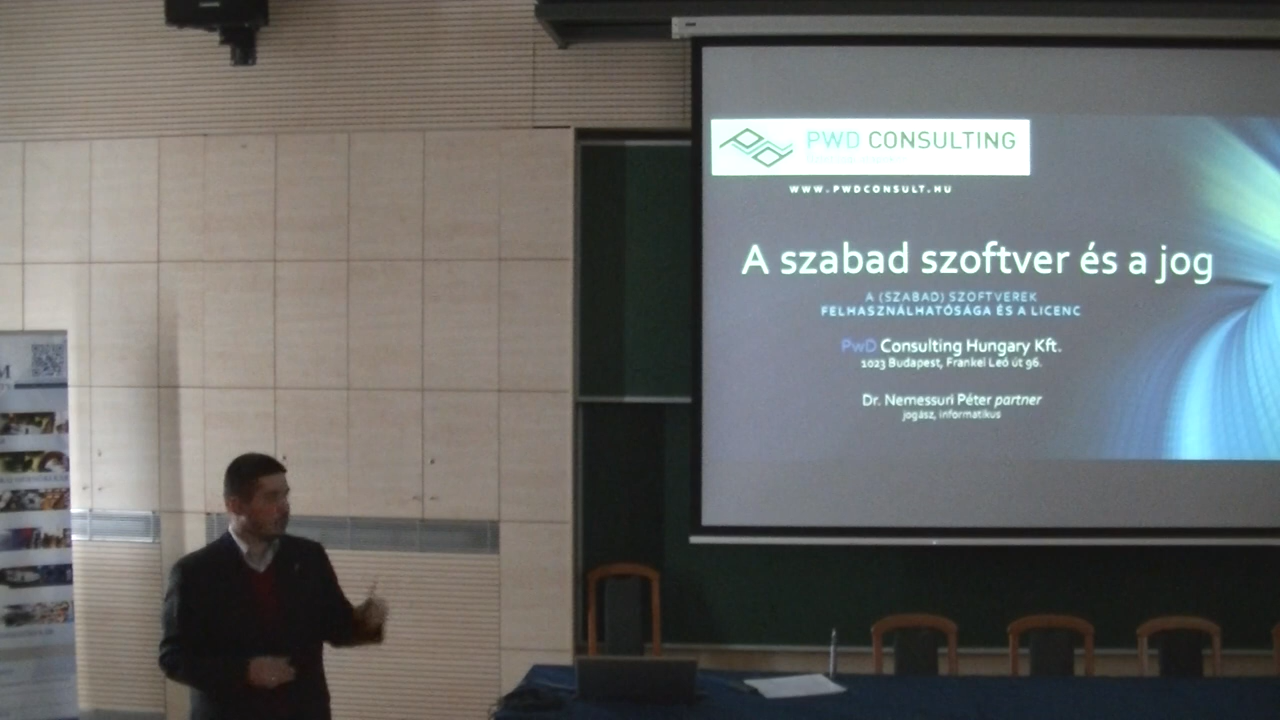 PWD CONSULTING
WWW.PWDCONSULT.HU
A szabad szoftver és a jog
A (SZABAD) SZOFTVEREK
FELHASZNÁLHATÓSÁGA ÉS A LICENC
PwD Consulting Hungary Kft.
1023 Budapest, Frankel Leó út 96.
Dr. Nemessuri Péter partner
jogász, informatikus